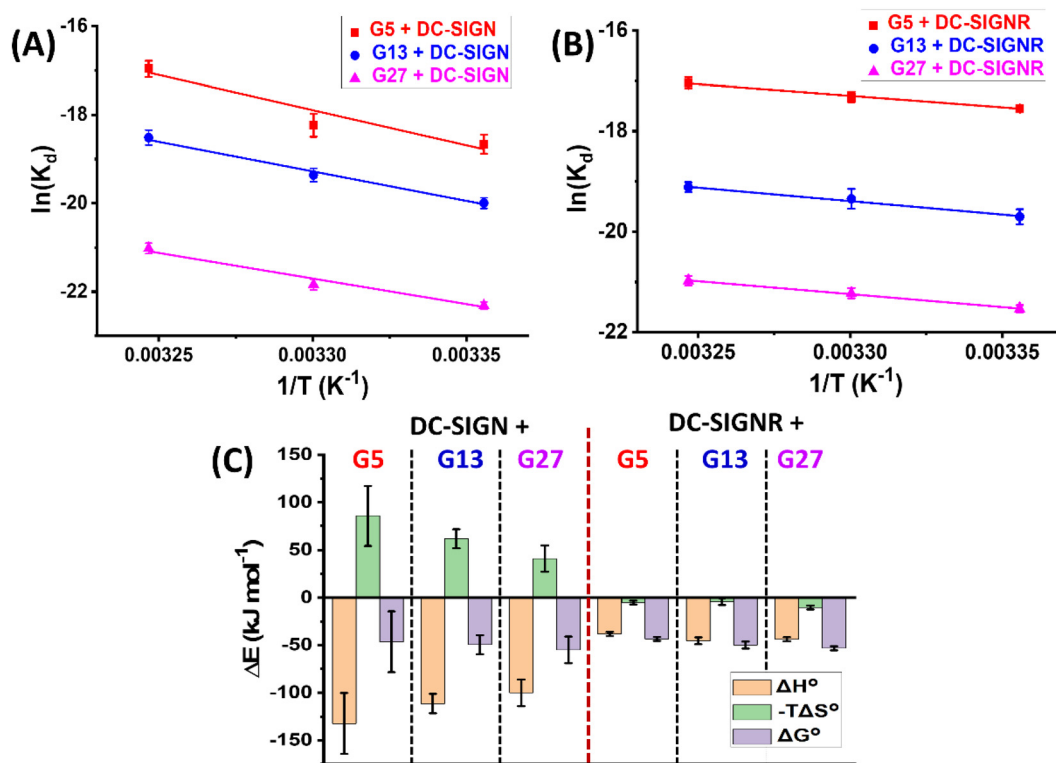 (A)
G5 + DC-SIGN
G13 + DC-SIGN
G27 + DC-SIGN
-16
-18
-20
-22
ln(Kd)
0.00325
0.00330
0.00335
1/T (K⁻¹)
(B)
G5 + DC-SIGNR
G13 + DC-SIGNR
G27 + DC-SIGNR
-16
-18
-20
-22
ln(Kd)
0.00325
0.00330
0.00335
1/T (K⁻¹)
(C)
DC-SIGN +
DC-SIGNR +
G5
G13
G27
G5
G13
G27
150
100
50
0
-50
-100
-150
ΔE (kJ mol⁻¹)
ΔHº
-TΔSº
ΔGº